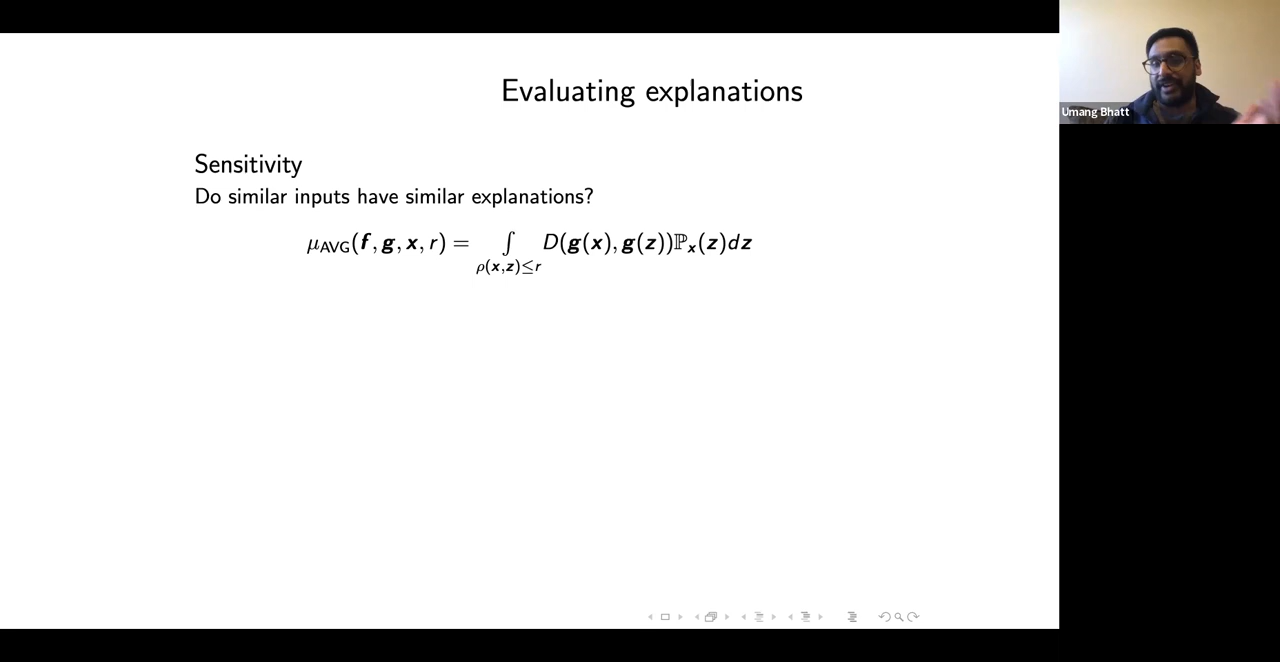 Evaluating explanations
Umang Bhatt
Sensitivity
Do similar inputs have similar explanations?
μ_AVG(f, g, x, r) = ∫_{ρ(x,z)≤r} D(g(x), g(z))ℙ_x(z)dz